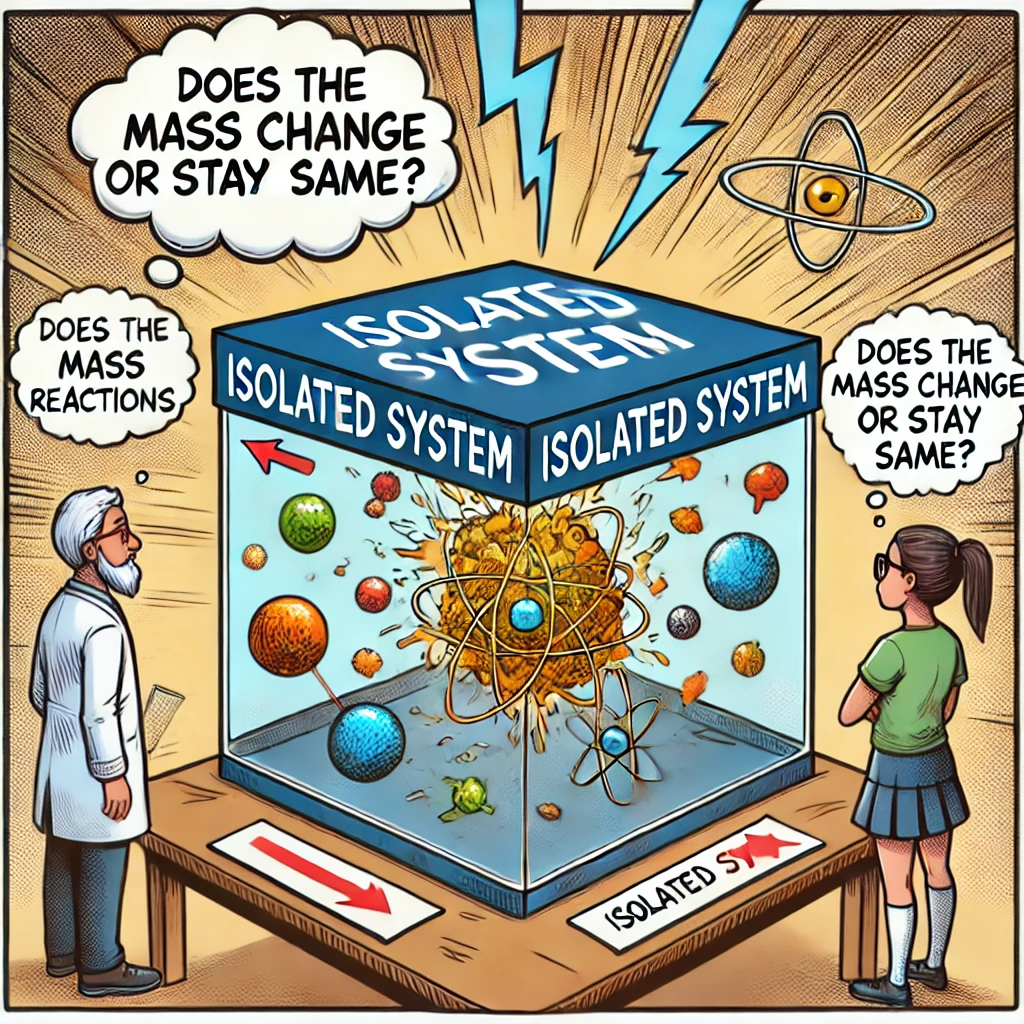 DOES THE
MASS CHANGE
OR STAY SAME?
DOES THE
MASS
REACTIONS
DOES THE
MASS CHANGE
OR STAY
SAME?
ISOLATED
SYSTEM
ISOLATED SYSTEM
ISOLATED SYSTEM
ISOLATED S